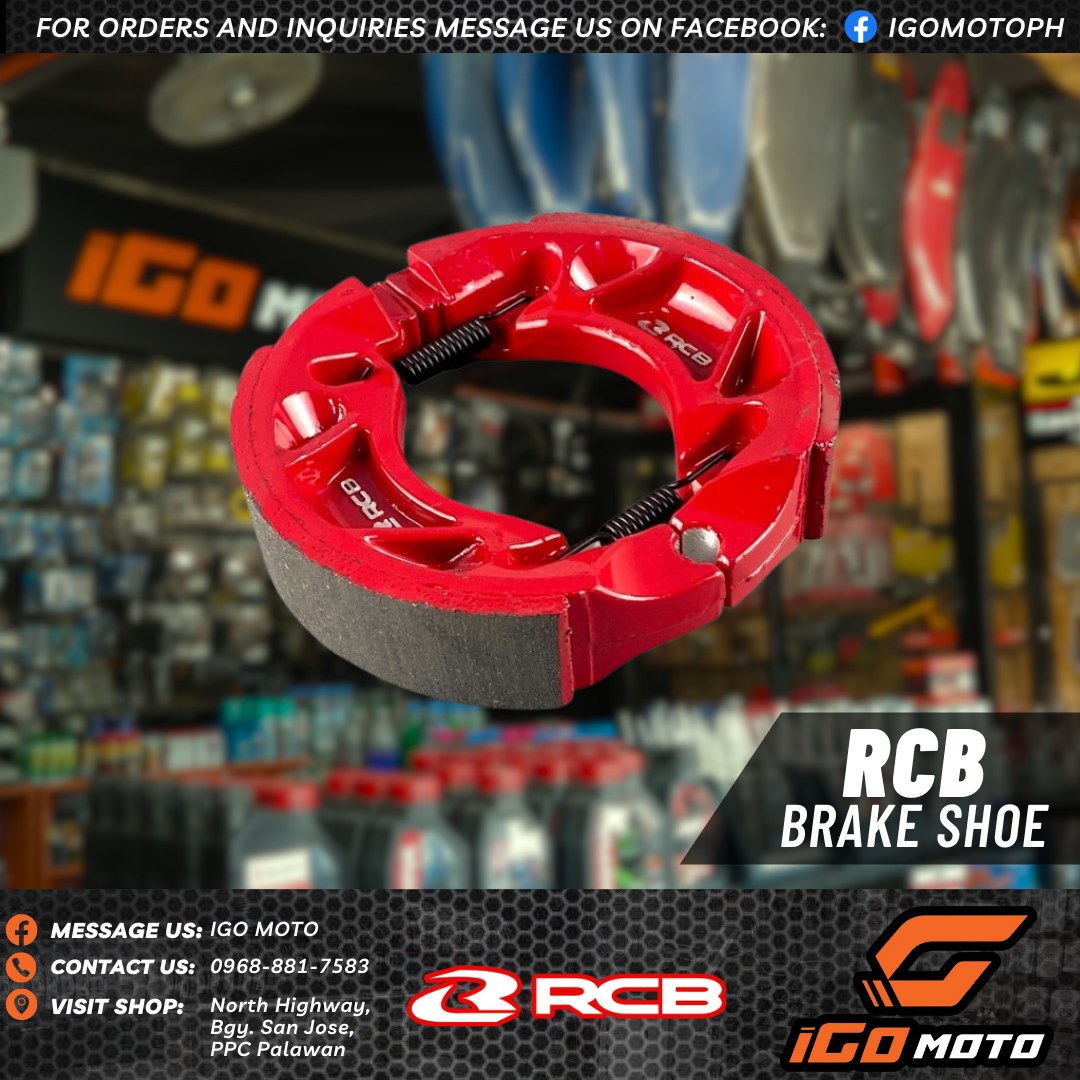 FOR ORDERS AND INQUIRIES MESSAGE US ON FACEBOOK: IGOMOTOPH
iGO MO
RCB
RCB
RCB
BRAKE SHOE
MESSAGE US: IGO MOTO
CONTACT US: 0968-881-7583
VISIT SHOP: North Highway,
Bgy. San Jose,
PPC Palawan
RCB
iGO MOTO